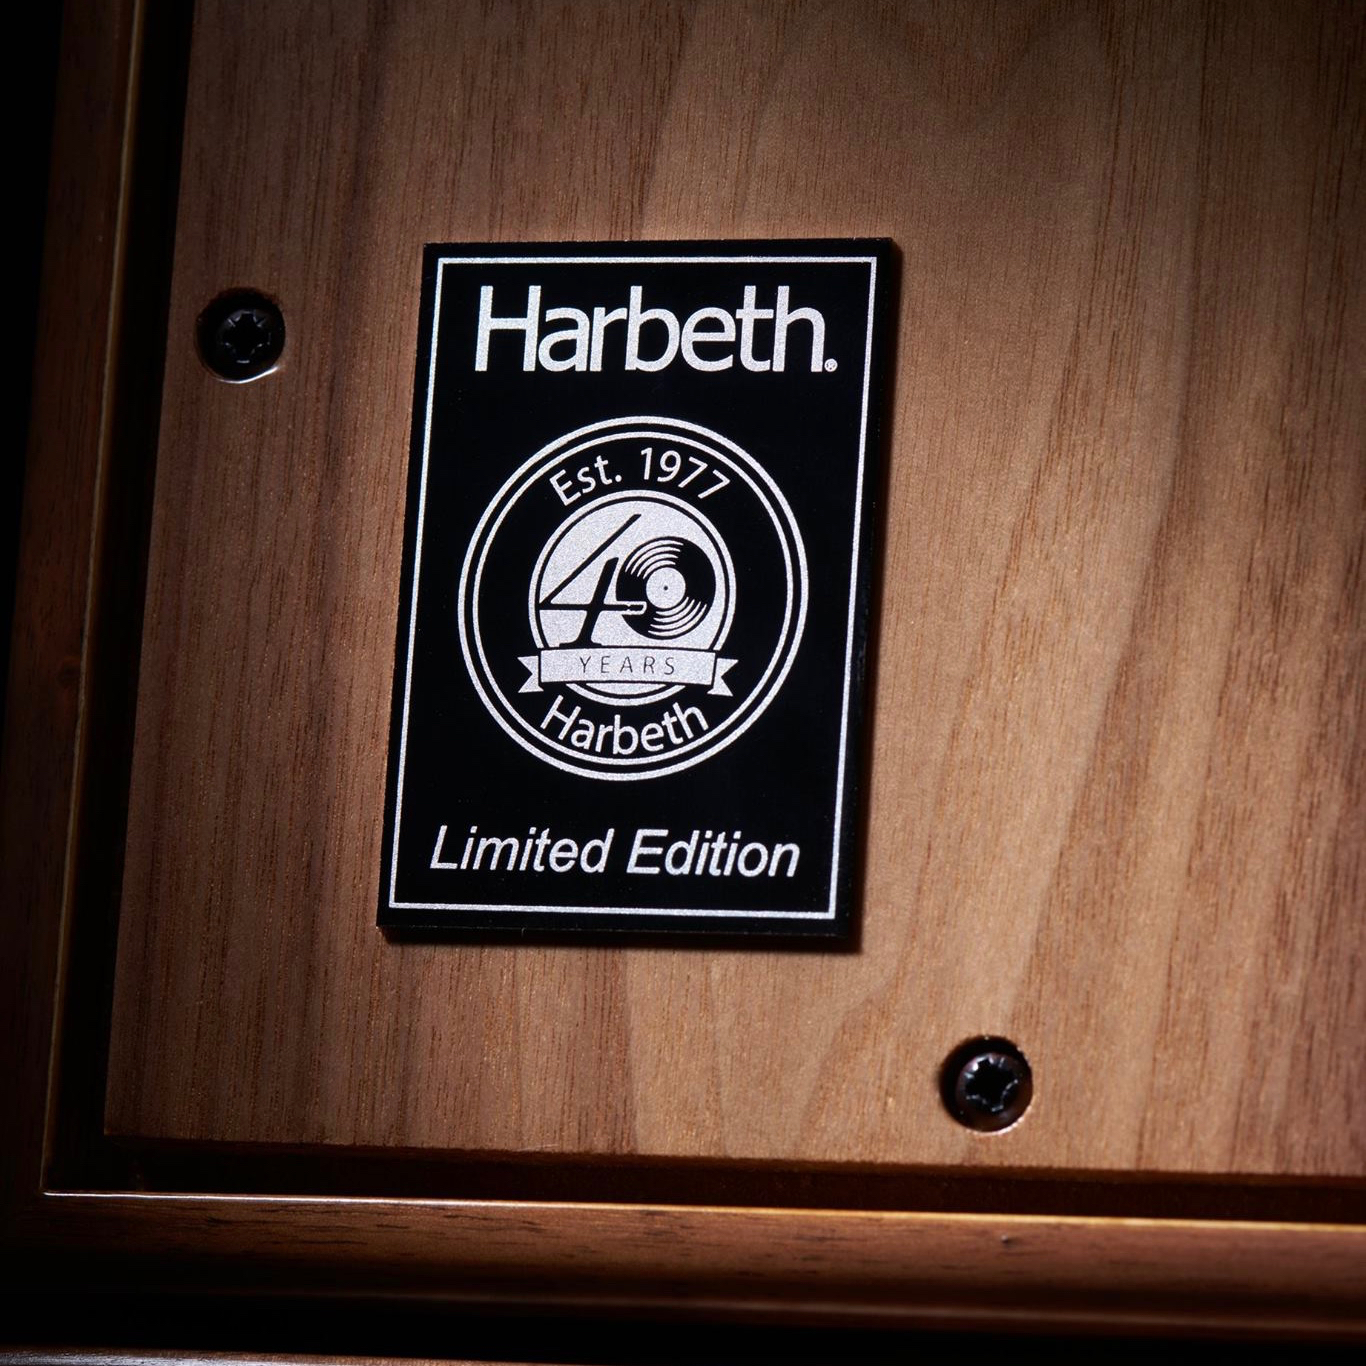 Harbeth®
Est. 1977
40
YEARS
Harbeth
Limited Edition